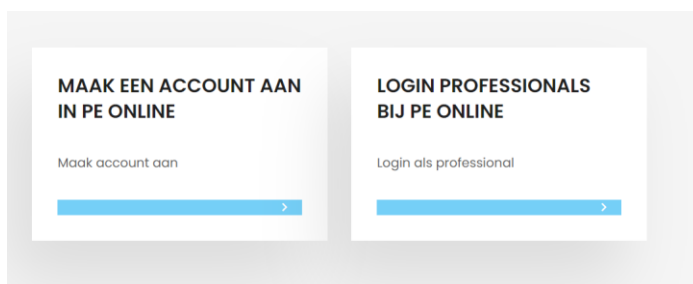 MAAK EEN ACCOUNT AAN
IN PE ONLINE
Maak account aan
LOGIN PROFESSIONALS
BIJ PE ONLINE
Login als professional